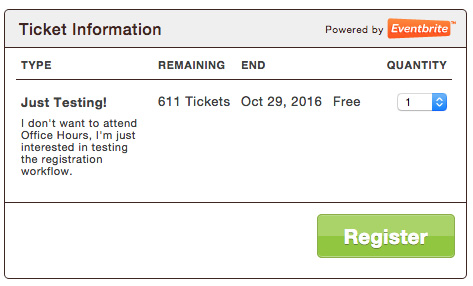 Ticket Information Powered by Eventbrite™
TYPE REMAINING END QUANTITY
Just Testing! 611 Tickets Oct 29, 2016 Free 1
I don't want to attend
Office Hours, I'm just
interested in testing
the registration
workflow.
Register